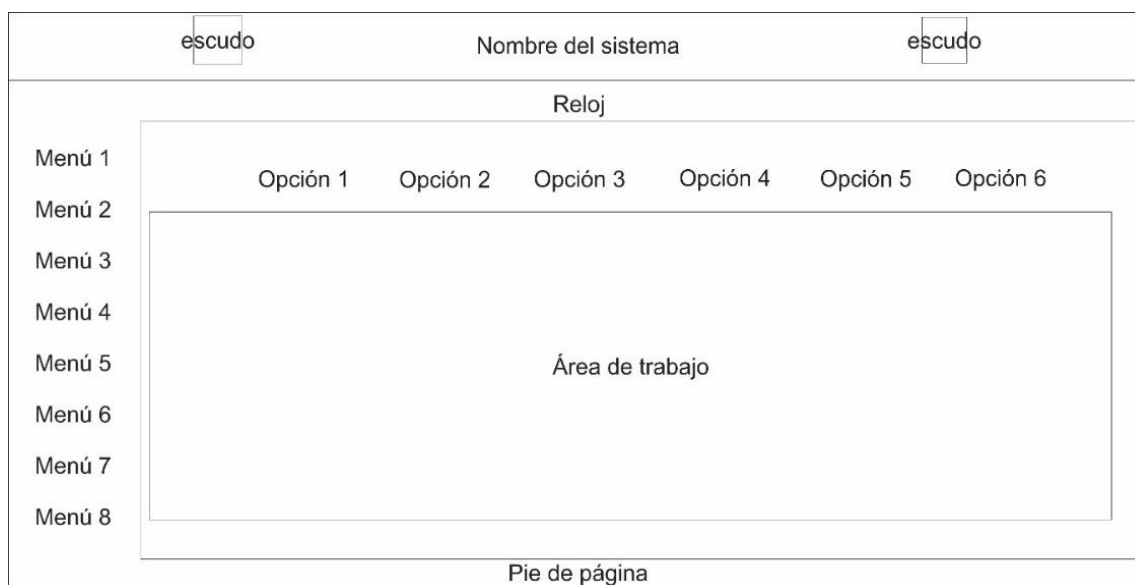 escudo Nombre del sistema escudo
Reloj
Menú 1
Opción 1 Opción 2 Opción 3 Opción 4 Opción 5 Opción 6
Menú 2
Menú 3
Menú 4
Menú 5
Área de trabajo
Menú 6
Menú 7
Menú 8
Pie de página